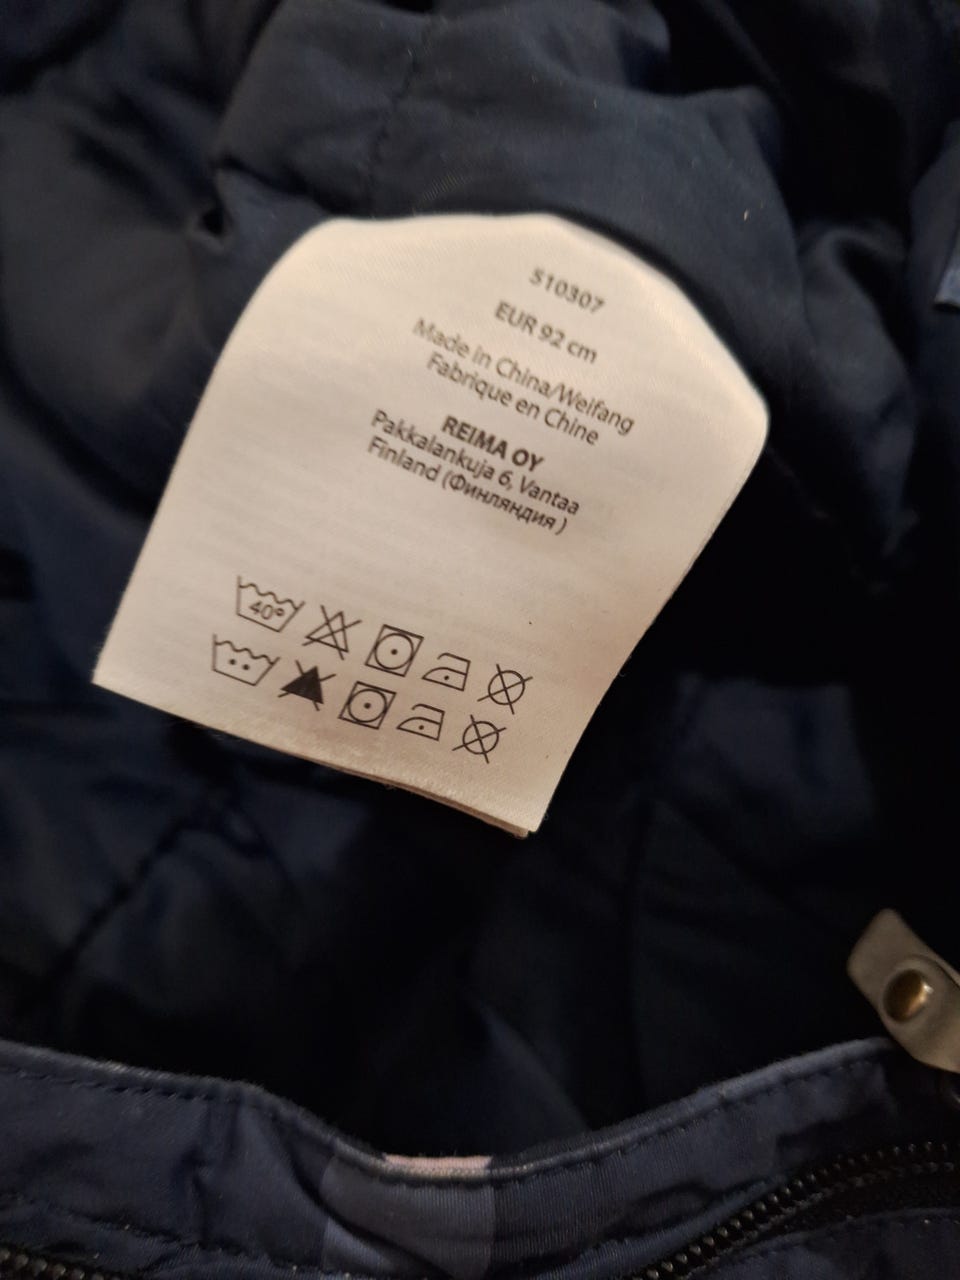 510307
EUR 92 cm
Made in China/Weifang
Fabrique en Chine
REIMA OY
Pakkalankuja 6, Vantaa
Finland (Финляндия )
40°